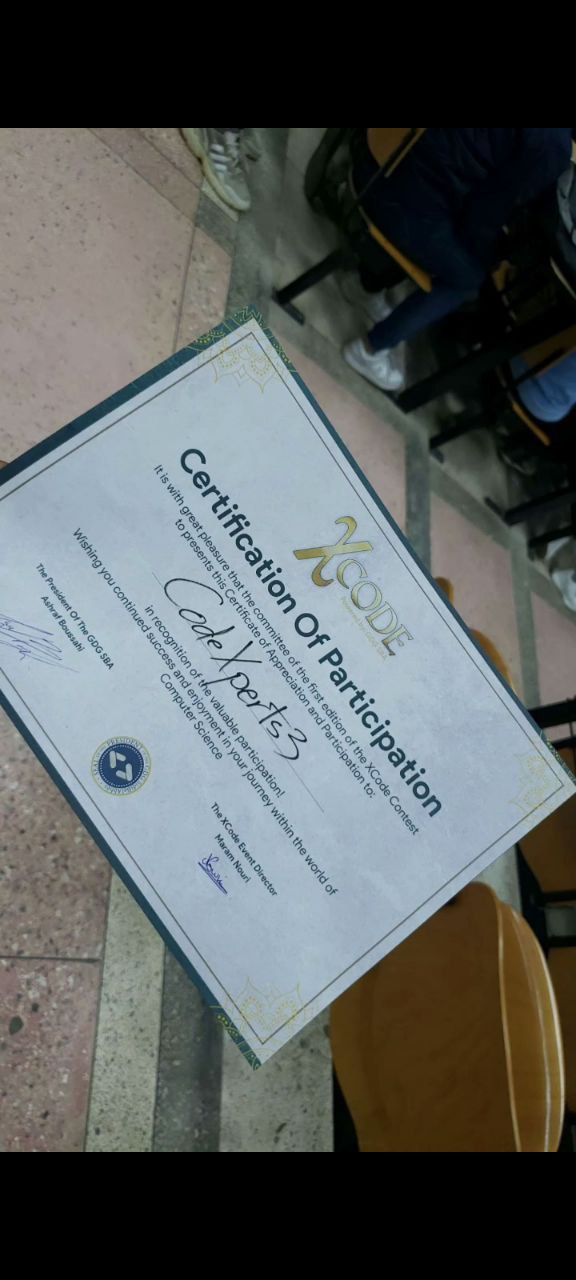 XCODE
Certification Of Participation
It is with great pleasure that the committee of the first edition of the XCode Contest
to presents this Certificate of Appreciation and Participation to:
CodeXperts3
in recognition of the valuable participation!
Wishing you continued success and enjoyment in your journey within the world of
Computer Science
The President Of The GDG SBA
Ashraf Boussahi
The XCode Event Director
Maram Nouri
PRESIDENT